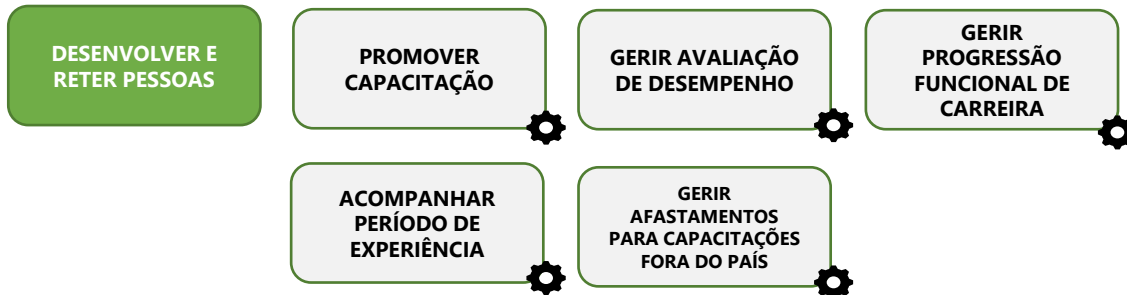 DESENVOLVER E
RETER PESSOAS
PROMOVER
CAPACITAÇÃO
GERIR AVALIAÇÃO
DE DESEMPENHO
GERIR
PROGRESSÃO
FUNCIONAL DE
CARREIRA
ACOMPANHAR
PERÍODO DE
EXPERIÊNCIA
GERIR
AFASTAMENTOS
PARA CAPACITAÇÕES
FORA DO PAÍS